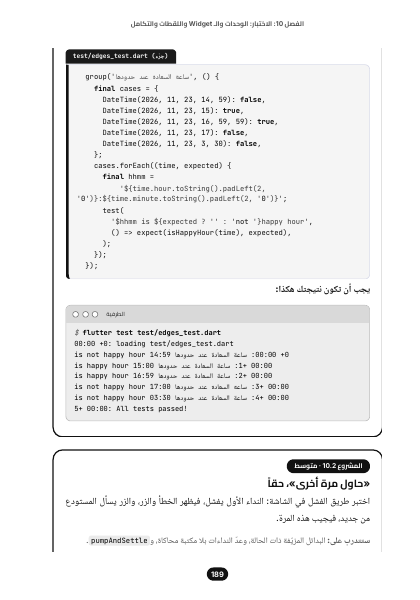 الفصل 10: الاختبار: الوحدات والـ Widget واللقطات والتكامل
test/edges_test.dart (جزء)
group('ساعة السعادة عند حدودها', () {
final cases = {
DateTime(2026, 11, 23, 14, 59): false,
DateTime(2026, 11, 23, 15): true,
DateTime(2026, 11, 23, 16, 59, 59): true,
DateTime(2026, 11, 23, 17): false,
DateTime(2026, 11, 23, 3, 30): false,
};
cases.forEach((time, expected) {
final hhmm =
'${time.hour.toString().padLeft(2,
'0')}:${time.minute.toString().padLeft(2, '0')}';
test(
'$hhmm is ${expected ? '' : 'not '}happy hour',
() => expect(isHappyHour(time), expected),
);
});
});
يجب أن تكون نتيجتك هكذا:
الطرفية
$ flutter test test/edges_test.dart
00:00 +0: loading test/edges_test.dart
is not happy hour 14:59 ساعة السعادة عند حدودها :00:00 +0
is happy hour 15:00 ساعة السعادة عند حدودها :1+ 00:00
is happy hour 16:59 ساعة السعادة عند حدودها :2+ 00:00
is not happy hour 17:00 ساعة السعادة عند حدودها :3+ 00:00
is not happy hour 03:30 ساعة السعادة عند حدودها :4+ 00:00
5+ 00:00: All tests passed!
المشروع 10.2 · متوسط
«حاول مرة أخرى»، حقاً
اختبر طريق الفشل في الشاشة: النداء الأول يفشل، فيظهر الخطأ والزر، والزر يسأل المستودع
من جديد، فيجيب هذه المرة.
ستتدرب على: البدائل المزيّفة ذات الحالة، وعدّ النداءات بلا مكتبة محاكاة، و pumpAndSettle.
189